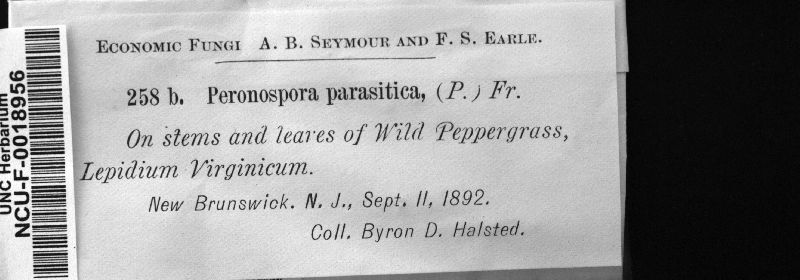 UNC Herbarium
NCU-F-0018956
ECONOMIC FUNGI A. B. SEYMOUR AND F. S. EARLE.
258 b. Peronospora parasitica, (P.) Fr.
On stems and leaves of Wild Peppergrass,
Lepidium Virginicum.
New Brunswick. N. J., Sept. 11, 1892.
Coll. Byron D. Halsted.